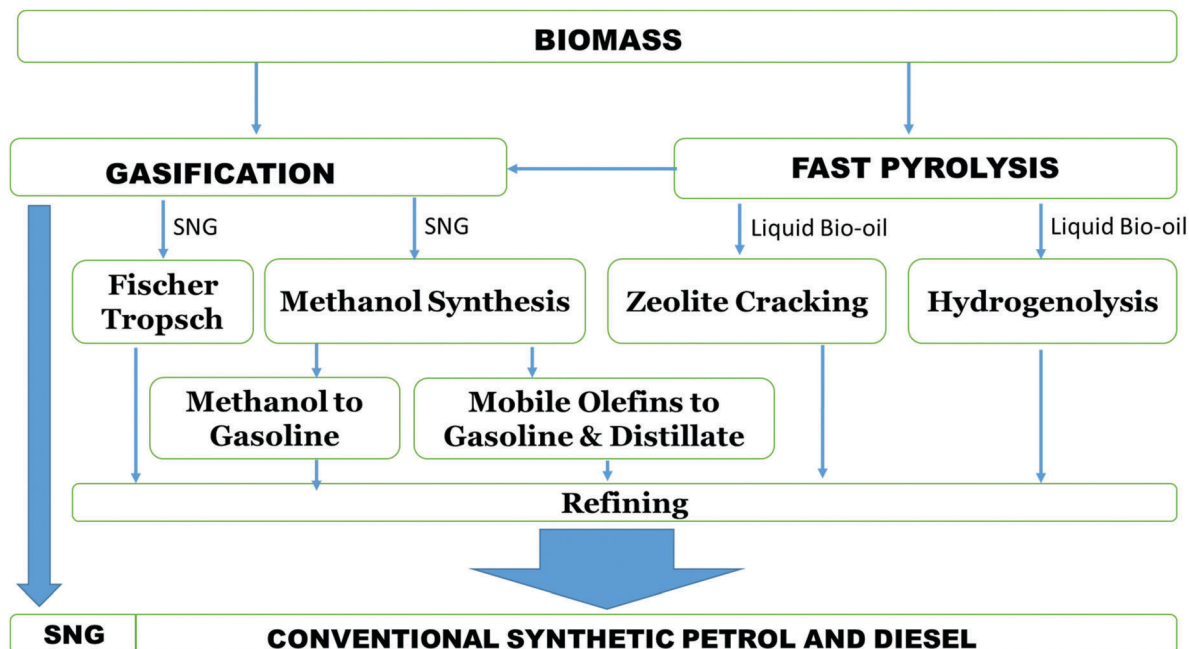 BIOMASS
GASIFICATION
FAST PYROLYSIS
SNG
SNG
Liquid Bio-oil
Liquid Bio-oil
Fischer
Tropsch
Methanol Synthesis
Zeolite Cracking
Hydrogenolysis
Methanol to
Gasoline
Mobile Olefins to
Gasoline & Distillate
Refining
SNG
CONVENTIONAL SYNTHETIC PETROL AND DIESEL